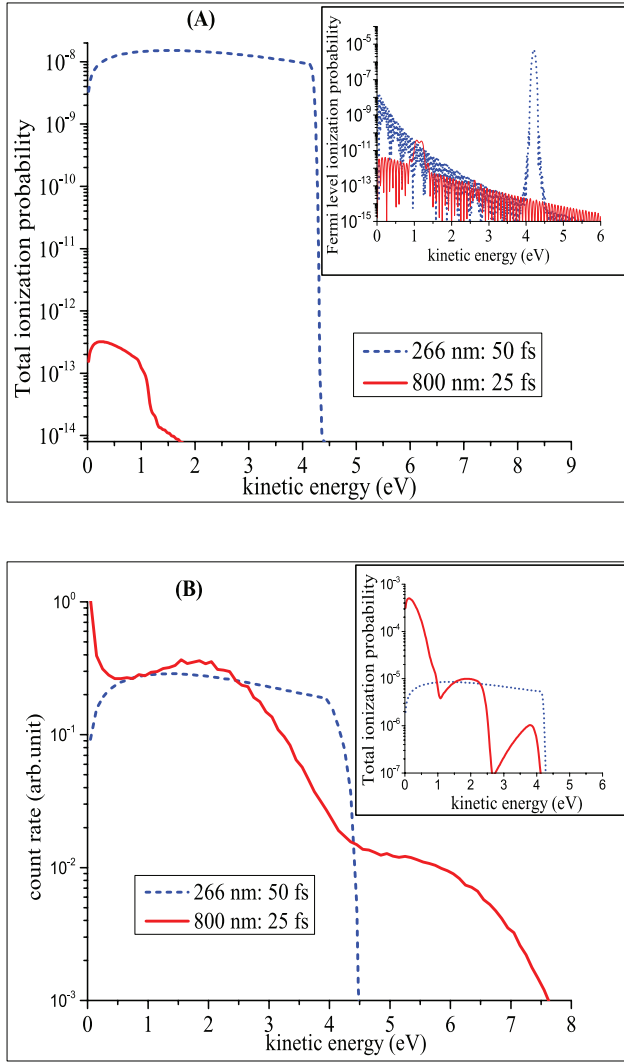 (A)
Total ionization probability
10⁻⁸
10⁻⁹
10⁻¹⁰
10⁻¹¹
10⁻¹²
10⁻¹³
10⁻¹⁴
0 1 2 3 4 5 6 7 8 9
kinetic energy (eV)
266 nm: 50 fs
800 nm: 25 fs
Fermi level ionization probability
10⁻⁵
10⁻⁷
10⁻⁹
10⁻¹¹
10⁻¹³
10⁻¹⁵
0 1 2 3 4 5 6
kinetic energy (eV)
(B)
count rate (arb.unit)
10⁰
10⁻¹
10⁻²
10⁻³
0 1 2 3 4 5 6 7 8
kinetic energy (eV)
266 nm: 50 fs
800 nm: 25 fs
Total ionization probability
10⁻³
10⁻⁴
10⁻⁵
10⁻⁶
10⁻⁷
0 1 2 3 4 5 6
kinetic energy (eV)